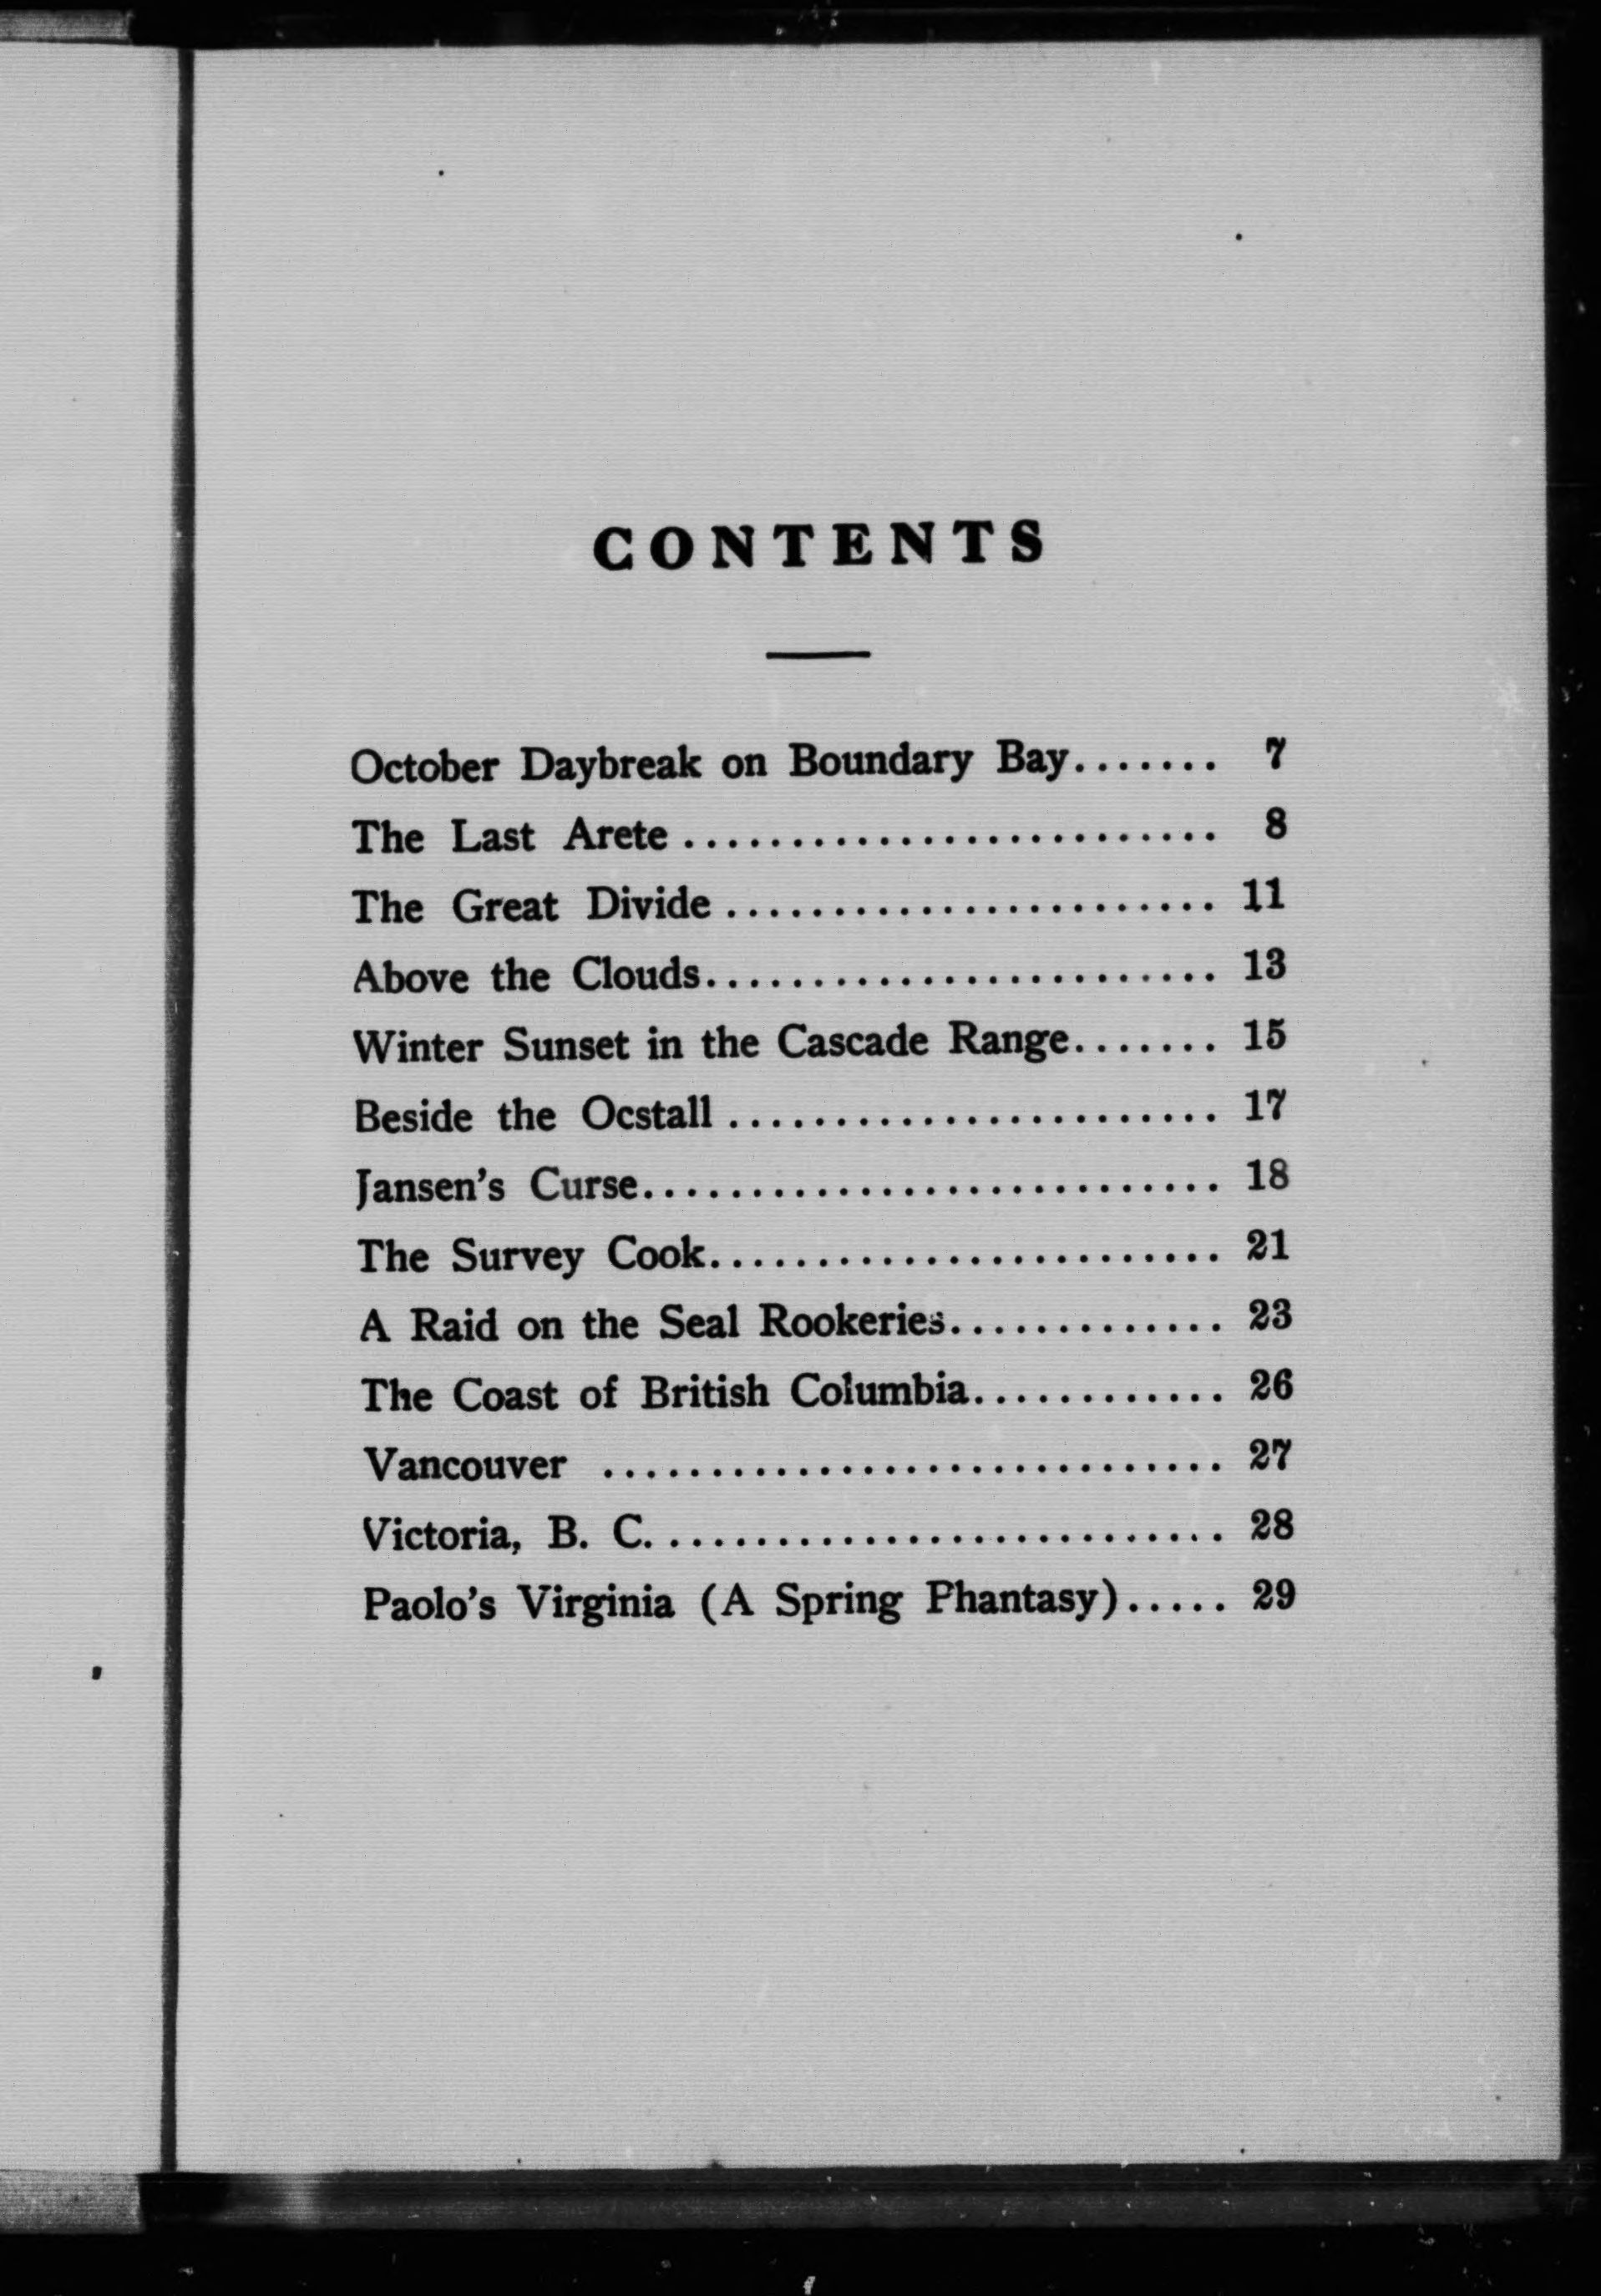 CONTENTS
October Daybreak on Boundary Bay....... 7
The Last Arete ......................... 8
The Great Divide ....................... 11
Above the Clouds........................ 13
Winter Sunset in the Cascade Range....... 15
Beside the Ocstall ....................... 17
Jansen's Curse........................... 18
The Survey Cook........................ 21
A Raid on the Seal Rookeries............. 23
The Coast of British Columbia............ 26
Vancouver ............................. 27
Victoria, B. C. .......................... 28
Paolo's Virginia (A Spring Phantasy)..... 29